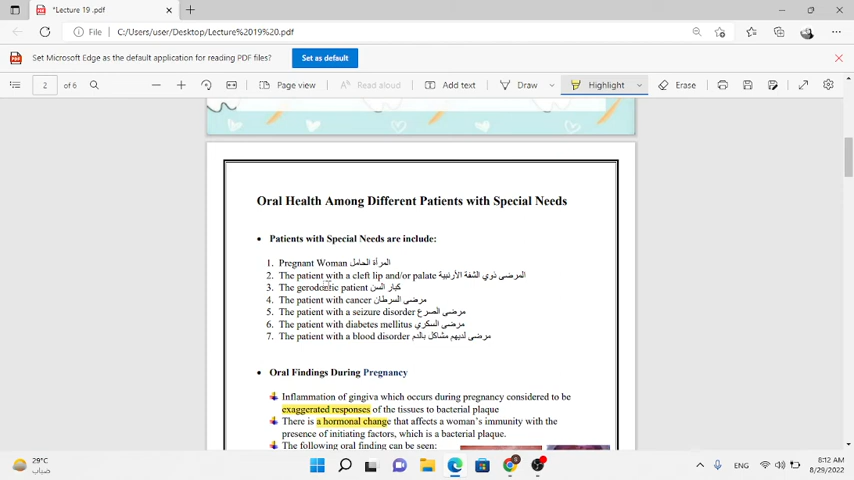 *Lecture 19 .pdf
File
C:/Users/user/Desktop/Lecture%2019%20.pdf
Set Microsoft Edge as the default application for reading PDF files?
Set as default
2 of 6
Page view
Read aloud
Add text
Draw
Highlight
Erase
Oral Health Among Different Patients with Special Needs
Patients with Special Needs are include:
1. Pregnant Woman المرأة الحامل
2. The patient with a cleft lip and/or palate المرضى ذوي الشفة الأرنبية
3. The gerodontic patient كبار السن
4. The patient with cancer مرضى السرطان
5. The patient with a seizure disorder مرضى الصرع
6. The patient with diabetes mellitus مرضى السكري
7. The patient with a blood disorder مرضى لديهم مشاكل بالدم
Oral Findings During Pregnancy
Inflammation of gingiva which occurs during pregnancy considered to be
exaggerated responses of the tissues to bacterial plaque
There is a hormonal change that affects a woman's immunity with the
presence of initiating factors, which is a bacterial plaque.
The following oral finding can be seen:
29°C
ضباب
ENG
8:12 AM
8/29/2022